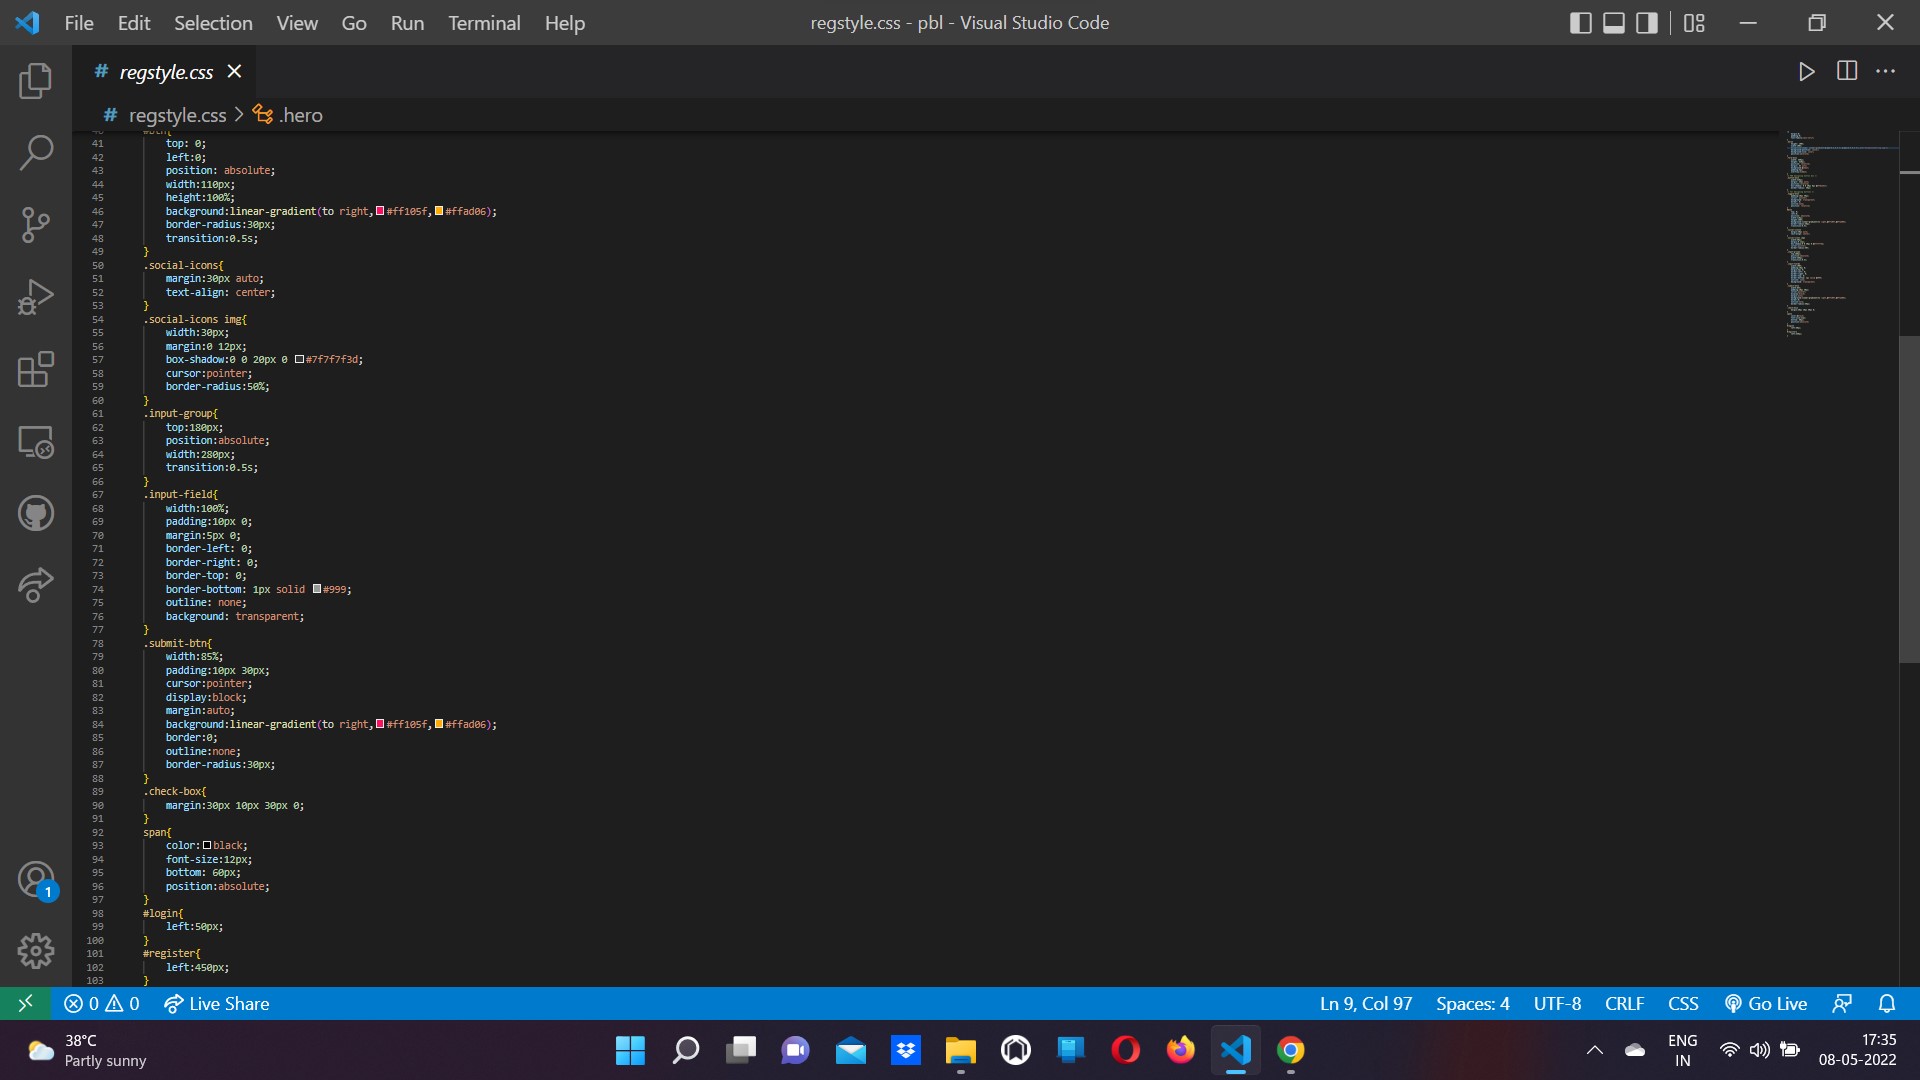 File Edit Selection View Go Run Terminal Help
regstyle.css - pbl - Visual Studio Code
# regstyle.css
# regstyle.css > .hero
40 #btn{
41 top: 0;
42 left:0;
43 position: absolute;
44 width:110px;
45 height:100%;
46 background:linear-gradient(to right,#ff105f,#ffad06);
47 border-radius:30px;
48 transition:0.5s;
49 }
50 .social-icons{
51 margin:30px auto;
52 text-align: center;
53 }
54 .social-icons img{
55 width:30px;
56 margin:0 12px;
57 box-shadow:0 0 20px 0 #7f7f7f3d;
58 cursor:pointer;
59 border-radius:50%;
60 }
61 .input-group{
62 top:180px;
63 position:absolute;
64 width:280px;
65 transition:0.5s;
66 }
67 .input-field{
68 width:100%;
69 padding:10px 0;
70 margin:5px 0;
71 border-left: 0;
72 border-right: 0;
73 border-top: 0;
74 border-bottom: 1px solid #999;
75 outline: none;
76 background: transparent;
77 }
78 .submit-btn{
79 width:85%;
80 padding:10px 30px;
81 cursor:pointer;
82 display:block;
83 margin:auto;
84 background:linear-gradient(to right,#ff105f,#ffad06);
85 border:0;
86 outline:none;
87 border-radius:30px;
88 }
89 .check-box{
90 margin:30px 10px 30px 0;
91 }
92 span{
93 color:black;
94 font-size:12px;
95 bottom: 60px;
96 position:absolute;
97 }
98 #login{
99 left:50px;
100 }
101 #register{
102 left:450px;
103 }
1
0 0 Live Share
Ln 9, Col 97 Spaces: 4 UTF-8 CRLF CSS Go Live
38°C
Partly sunny
ENG
IN
17:35
08-05-2022